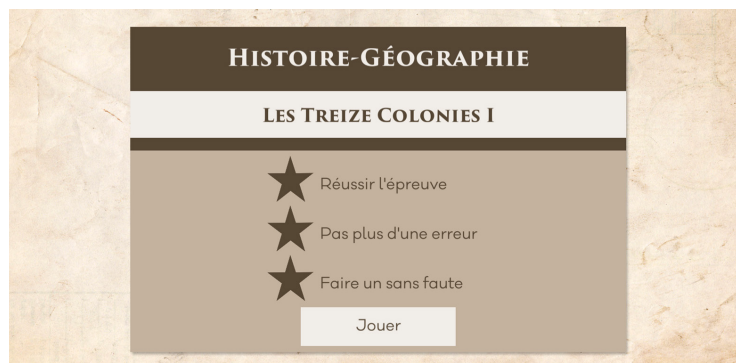 Histoire-Géographie
Les Treize Colonies I
Réussir l'épreuve
Pas plus d'une erreur
Faire un sans faute
Jouer